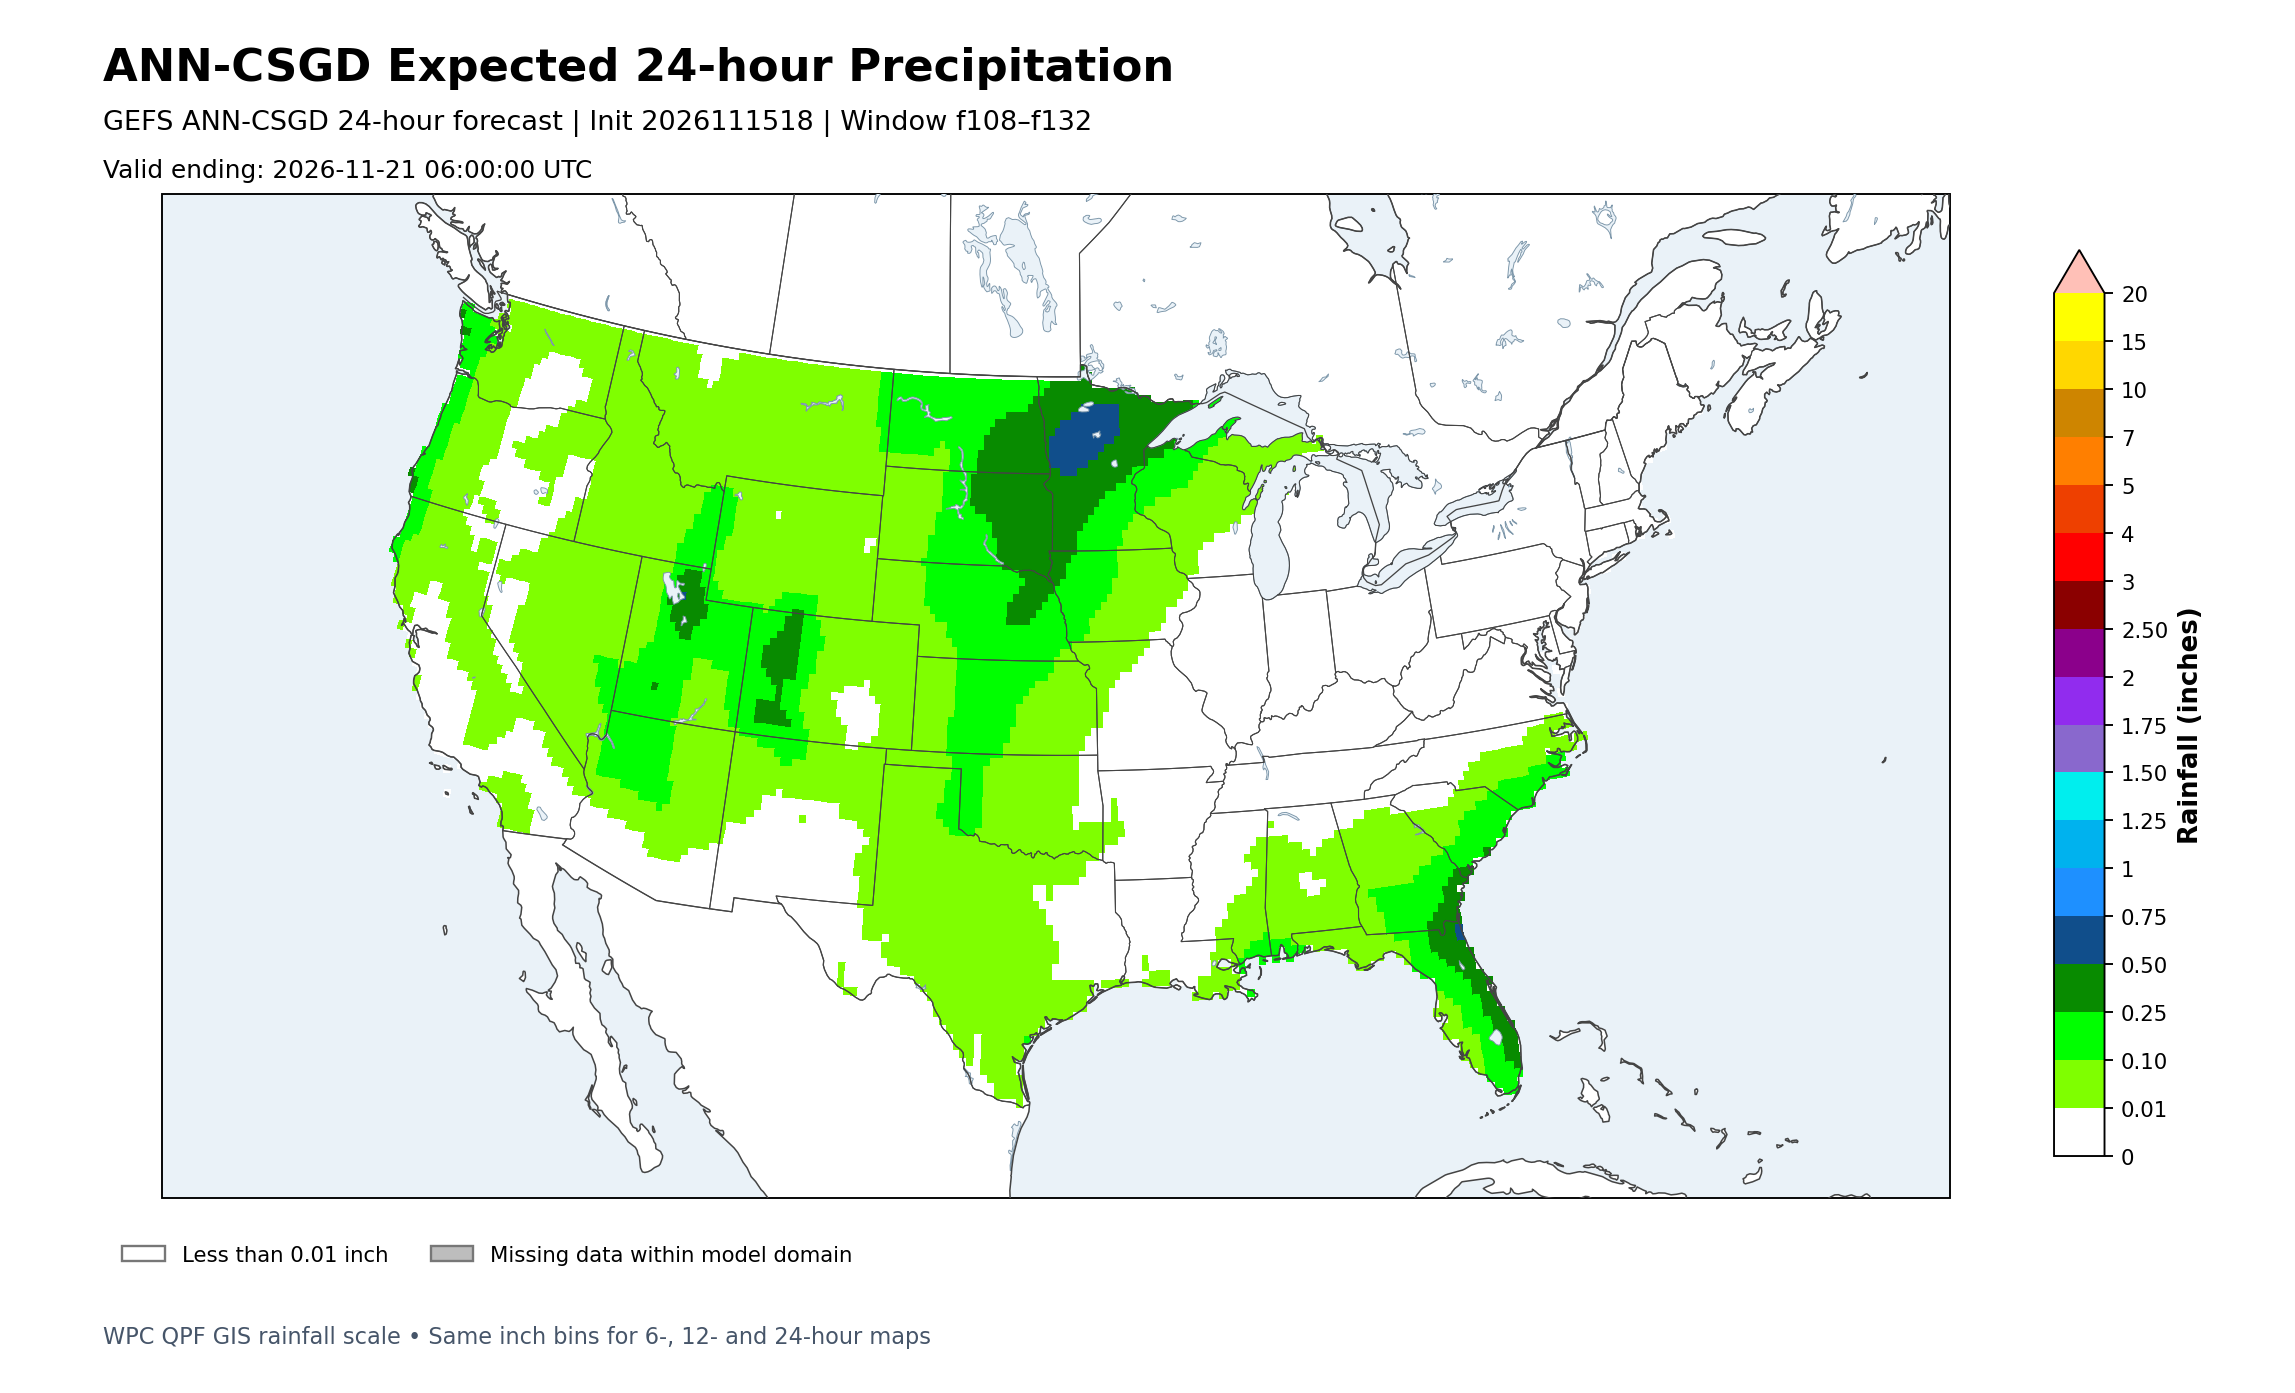 ANN-CSGD Expected 24-hour Precipitation
GEFS ANN-CSGD 24-hour forecast | Init 2026111518 | Window f108–f132
Valid ending: 2026-11-21 06:00:00 UTC
20
15
10
7
5
4
3
2.50
2
1.75
1.50
1.25
1
0.75
0.50
0.25
0.10
0.01
0
Rainfall (inches)
Less than 0.01 inch
Missing data within model domain
WPC QPF GIS rainfall scale • Same inch bins for 6-, 12- and 24-hour maps